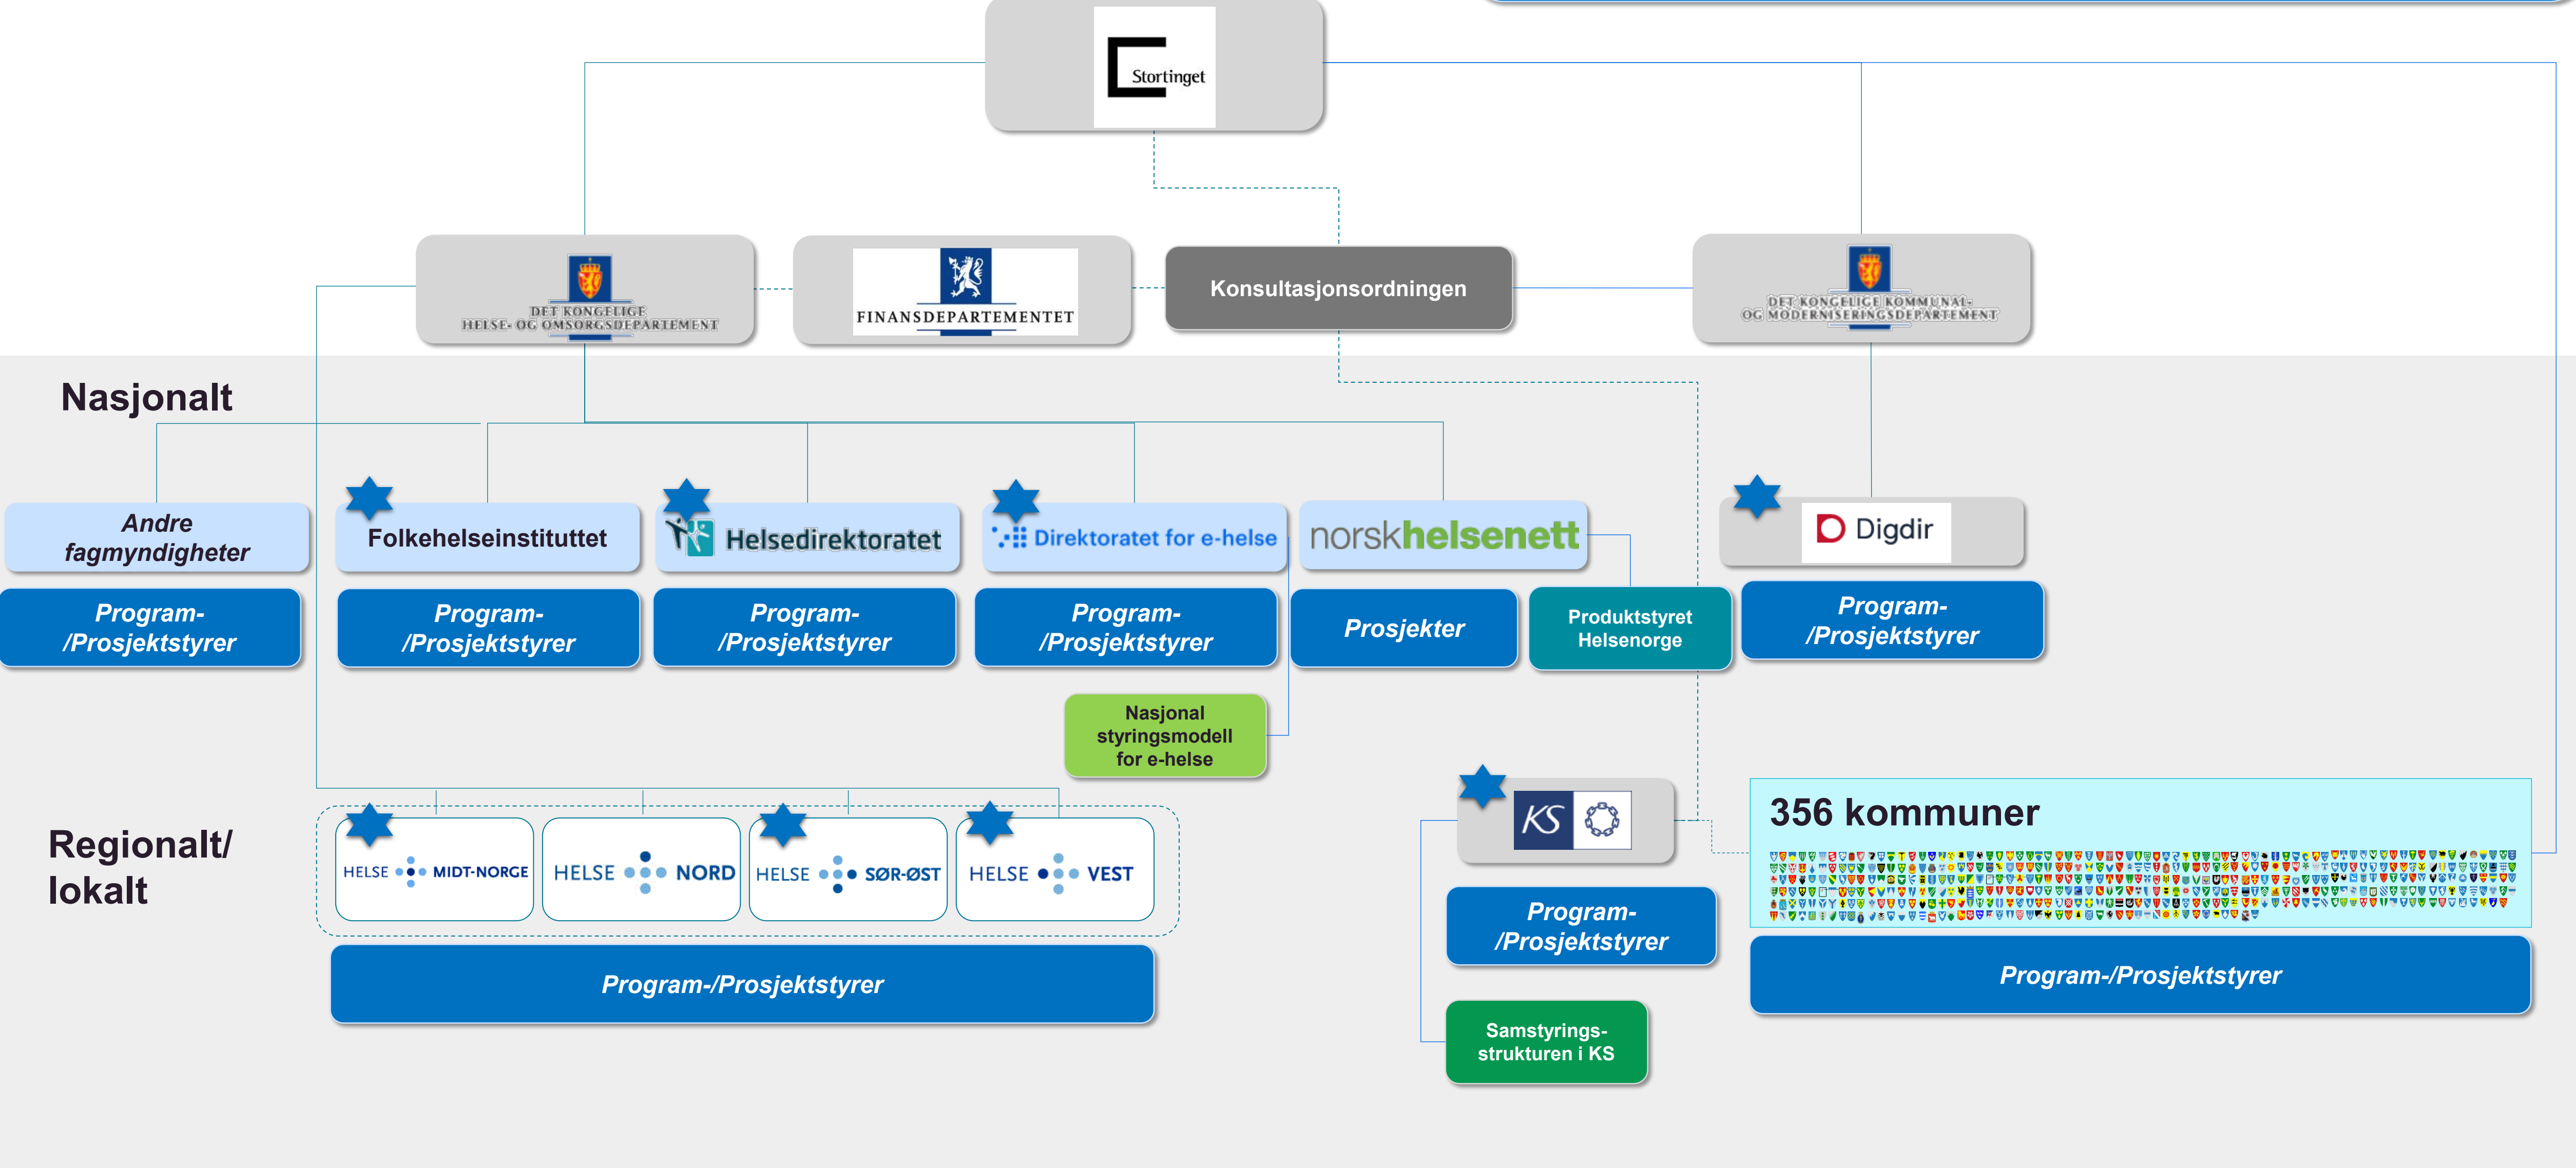 Stortinget
DET KONGELIGE
HELSE- OG OMSORGSDEPARTEMENT
FINANSDEPARTEMENTET
Konsultasjonsordningen
DET KONGELIGE KOMMUNAL-
OG MODERNISERINGSDEPARTEMENT
Nasjonalt
Andre
fagmyndigheter
Folkehelseinstituttet
Helsedirektoratet
Direktoratet for e-helse
norskhelsenett
Digdir
Program-
/Prosjektstyrer
Program-
/Prosjektstyrer
Program-
/Prosjektstyrer
Program-
/Prosjektstyrer
Prosjekter
Produktstyret
Helsenorge
Program-
/Prosjektstyrer
Nasjonal
styringsmodell
for e-helse
Regionalt/
lokalt
HELSE MIDT-NORGE
HELSE NORD
HELSE SØR-ØST
HELSE VEST
KS
356 kommuner
Program-/Prosjektstyrer
Program-
/Prosjektstyrer
Program-/Prosjektstyrer
Samstyrings-
strukturen i KS